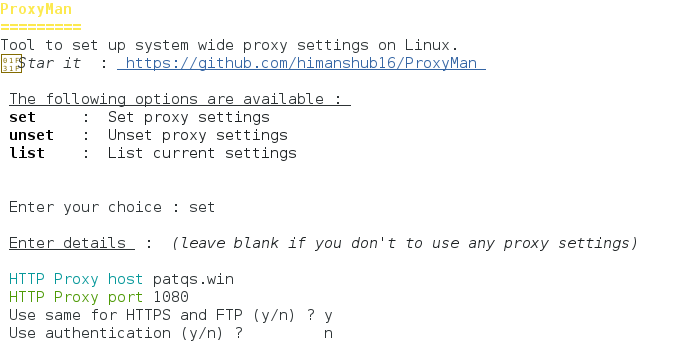 ProxyMan
=========
Tool to set up system wide proxy settings on Linux.
Star it : https://github.com/himanshub16/ProxyMan
The following options are available :
set : Set proxy settings
unset : Unset proxy settings
list : List current settings
Enter your choice : set
Enter details : (leave blank if you don't to use any proxy settings)
HTTP Proxy host patqs.win
HTTP Proxy port 1080
Use same for HTTPS and FTP (y/n) ? y
Use authentication (y/n) ? n